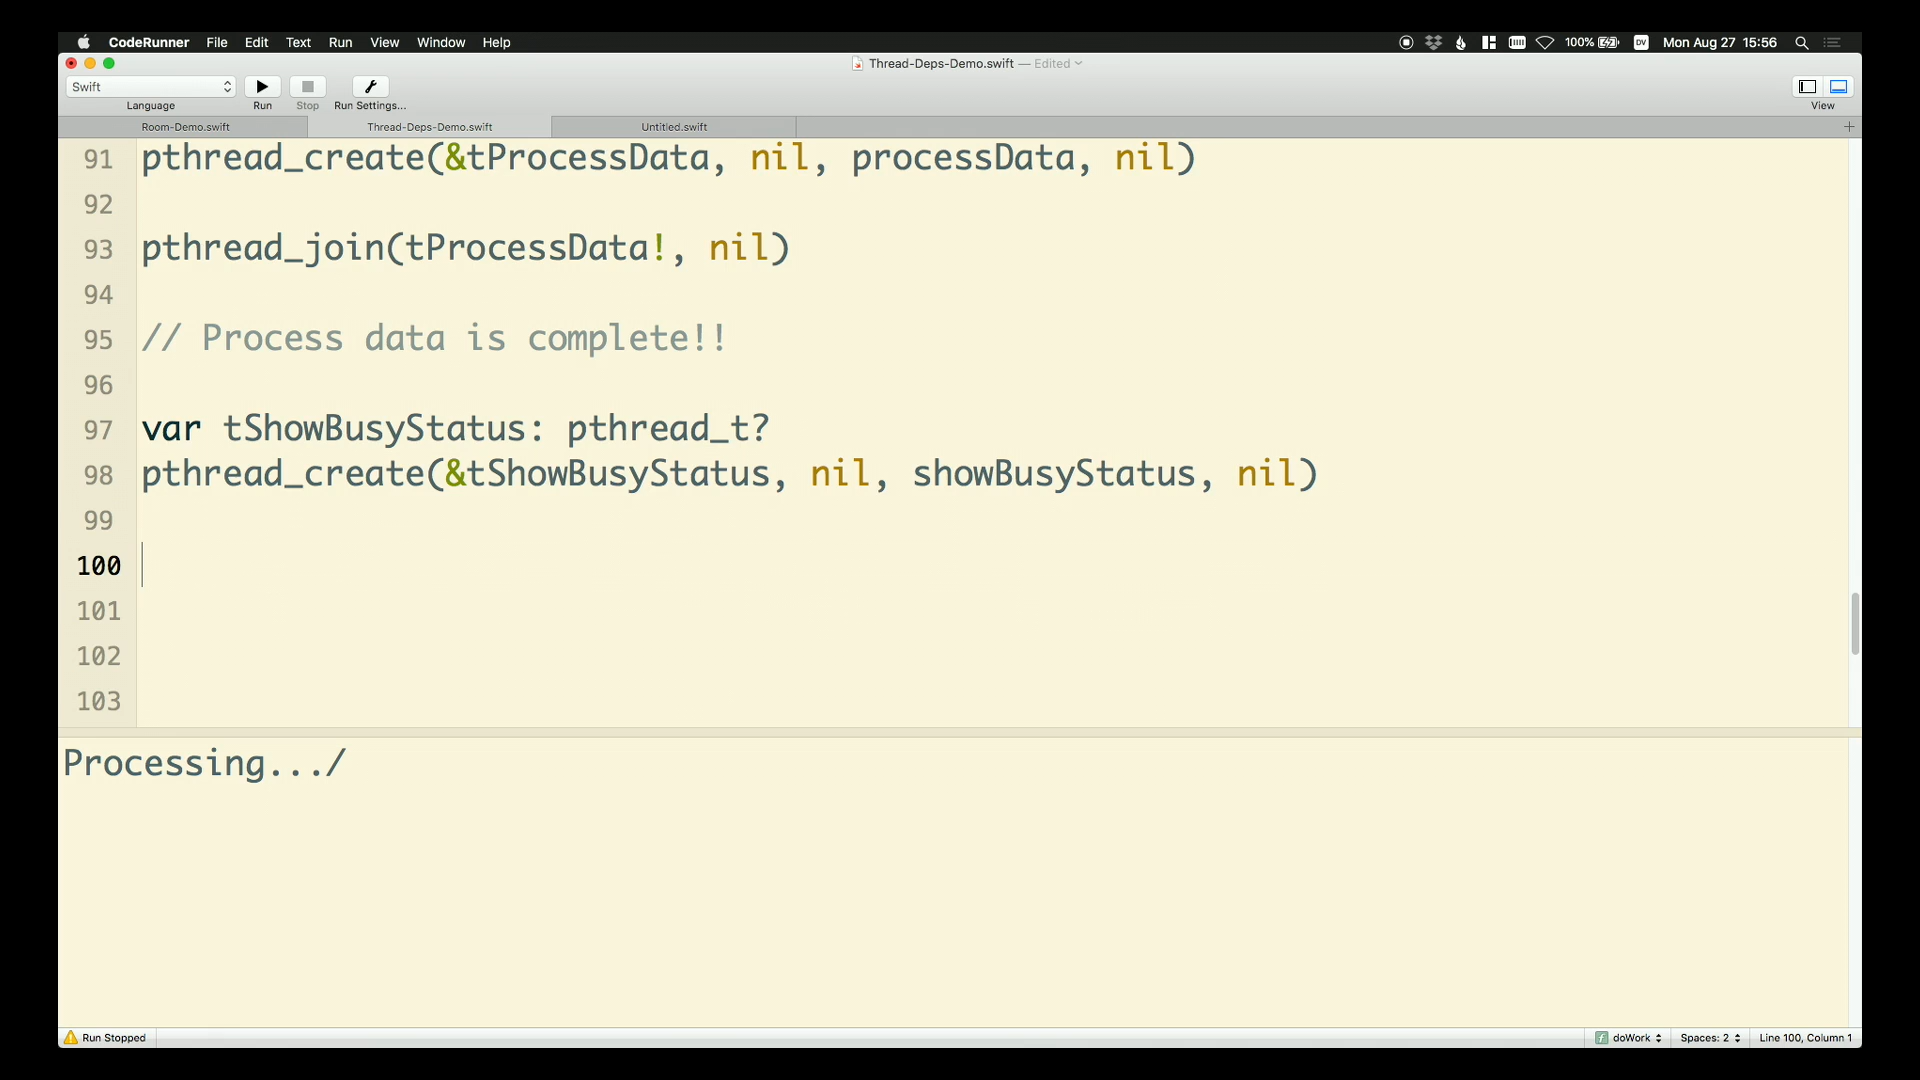 CodeRunner File Edit Text Run View Window Help 100% DV Mon Aug 27 15:56
Thread-Deps-Demo.swift — Edited
Swift
Language Run Stop Run Settings... View
Room-Demo.swift Thread-Deps-Demo.swift Untitled.swift
91 pthread_create(&tProcessData, nil, processData, nil)
92
93 pthread_join(tProcessData!, nil)
94
95 // Process data is complete!!
96
97 var tShowBusyStatus: pthread_t?
98 pthread_create(&tShowBusyStatus, nil, showBusyStatus, nil)
99
100
101
102
103
Processing.../
Run Stopped f doWork Spaces: 2 Line 100, Column 1